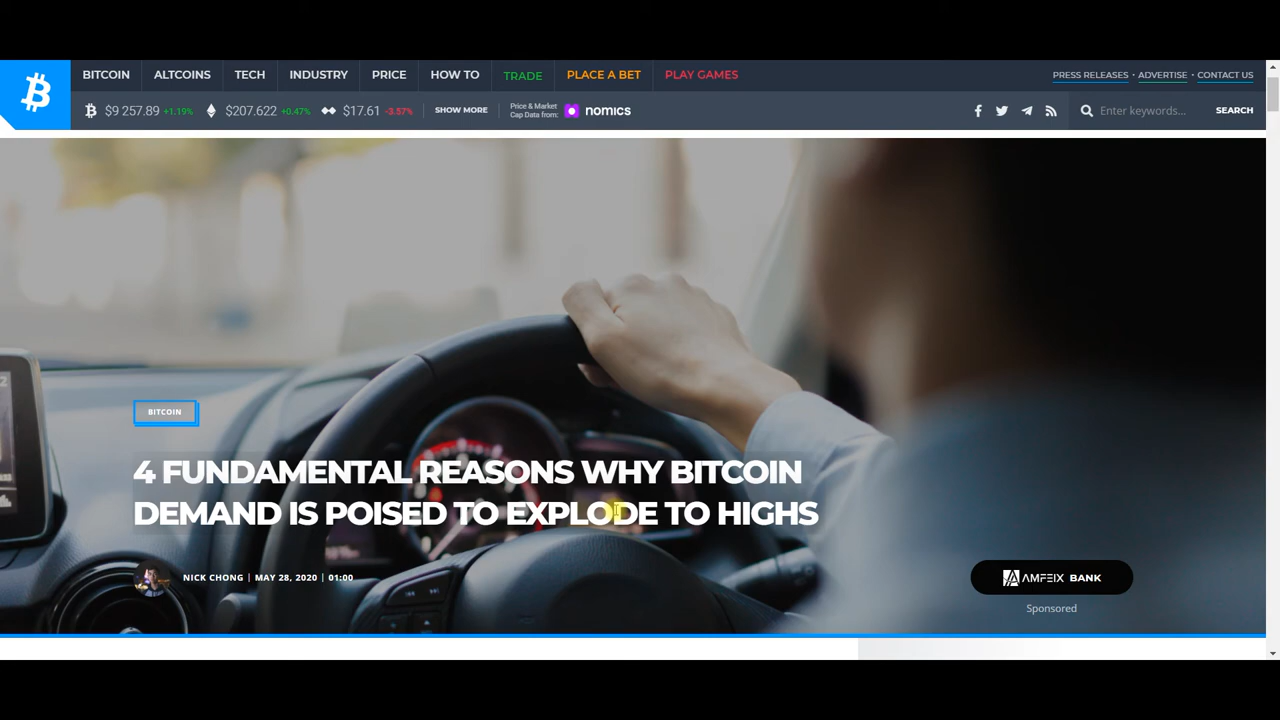 BITCOIN
ALTCOINS
TECH
INDUSTRY
PRICE
HOW TO
TRADE
PLACE A BET
PLAY GAMES
PRESS RELEASES • ADVERTISE • CONTACT US
$9 257.89 +1.19%
$207.622 +0.47%
$17.61 -3.57%
SHOW MORE
Price & Market
Cap Data from:
nomics
Enter keywords...
SEARCH
BITCOIN
4 FUNDAMENTAL REASONS WHY BITCOIN
DEMAND IS POISED TO EXPLODE TO HIGHS
NICK CHONG | MAY 28, 2020 | 01:00
AMFEIX BANK
Sponsored